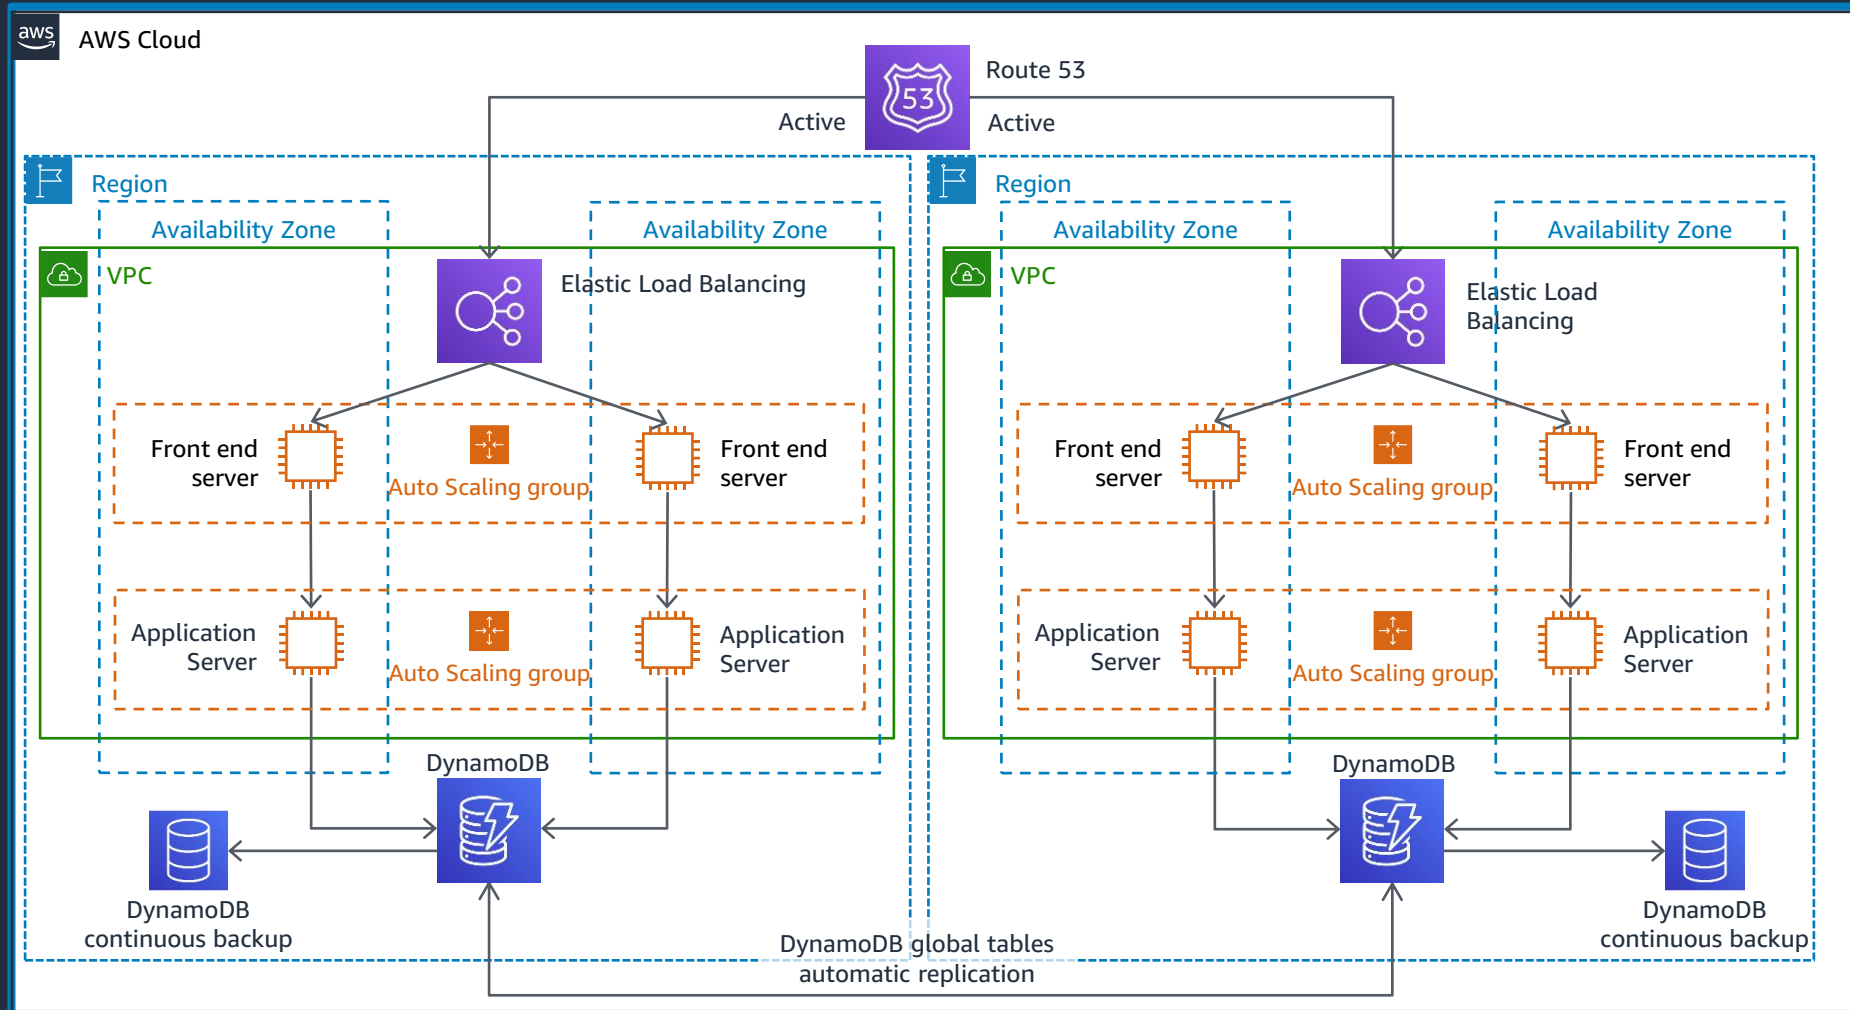 aws
AWS Cloud
53
Route 53
Active
Active
Region
Region
Availability Zone
Availability Zone
Availability Zone
Availability Zone
VPC
Elastic Load Balancing
VPC
Elastic Load
Balancing
Front end
server
Auto Scaling group
Front end
server
Front end
server
Auto Scaling group
Front end
server
Application
Server
Auto Scaling group
Application
Server
Application
Server
Auto Scaling group
Application
Server
DynamoDB
DynamoDB
DynamoDB
continuous backup
DynamoDB global tables
automatic replication
DynamoDB
continuous backup